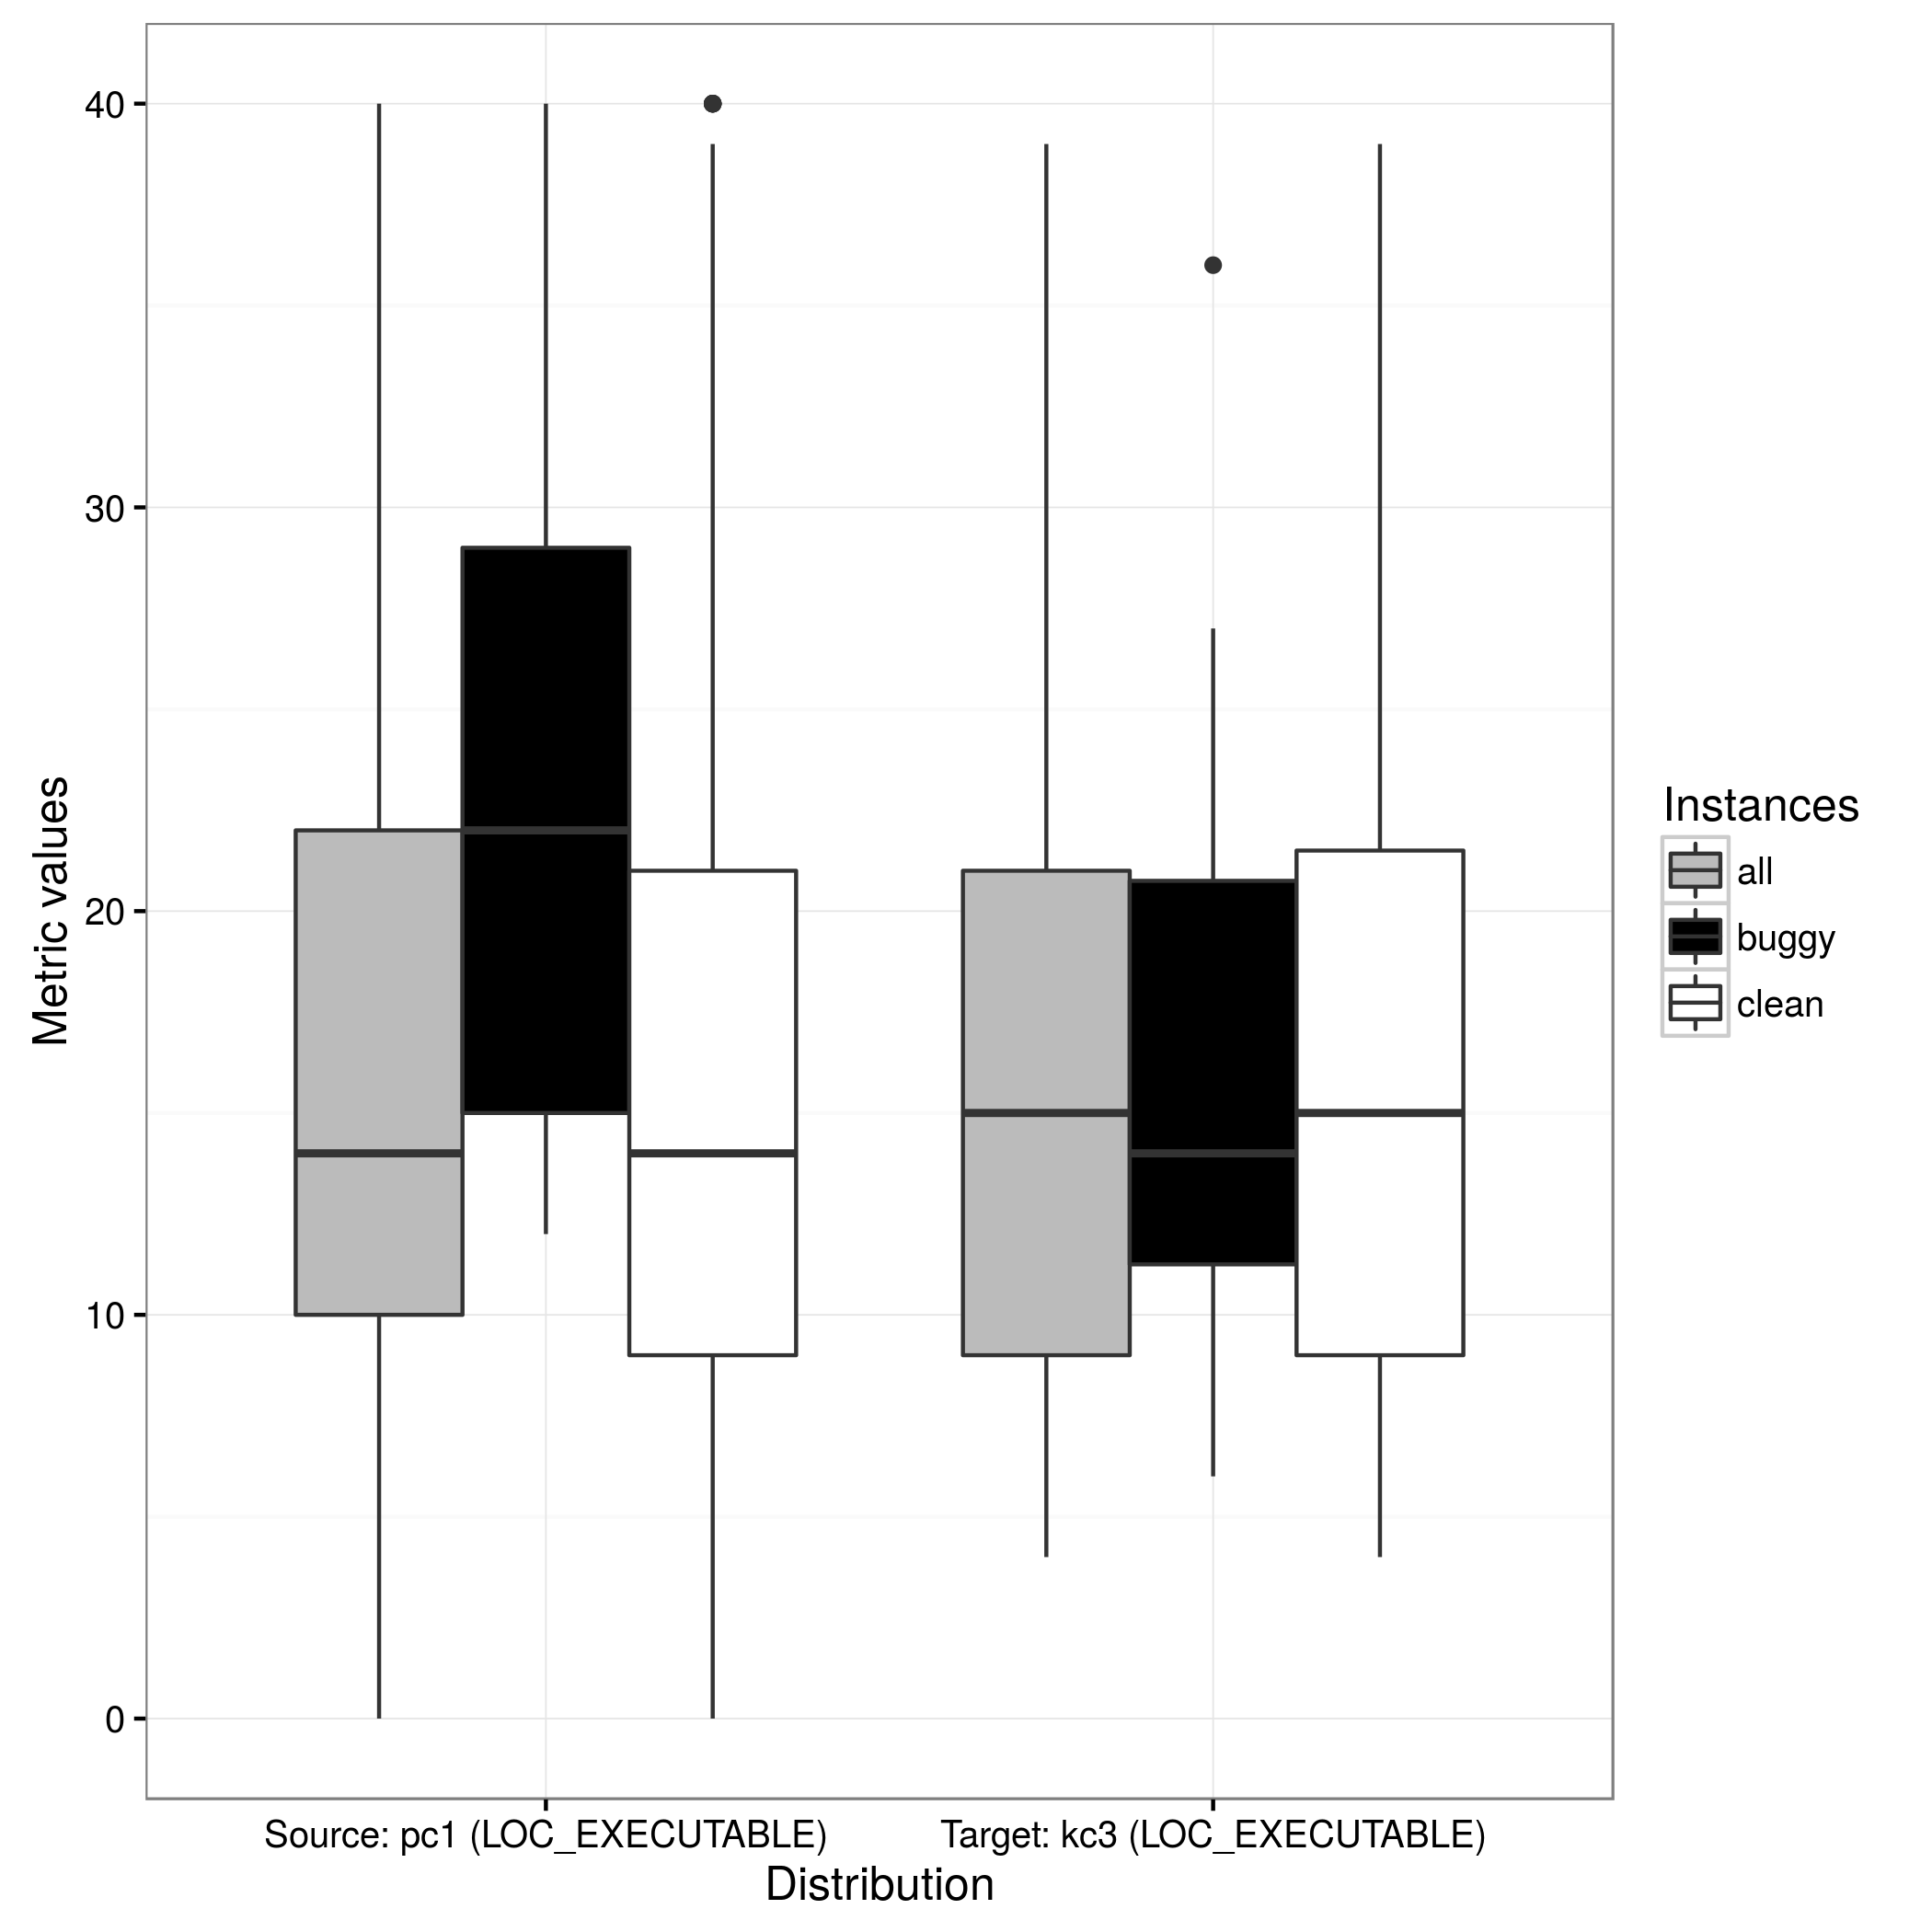 40
30
20
10
0
Metric values
Source: pc1 (LOC_EXECUTABLE)
Target: kc3 (LOC_EXECUTABLE)
Distribution
Instances
all
buggy
clean